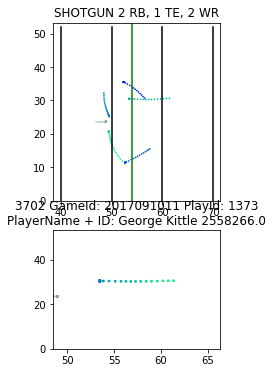 SHOTGUN 2 RB, 1 TE, 2 WR
50
40
30
20
10
0
40 50 60 70
3702 GameId: 2017091011 PlayId: 1373
PlayerName + ID: George Kittle 2558266.0
40
20
0
50 55 60 65